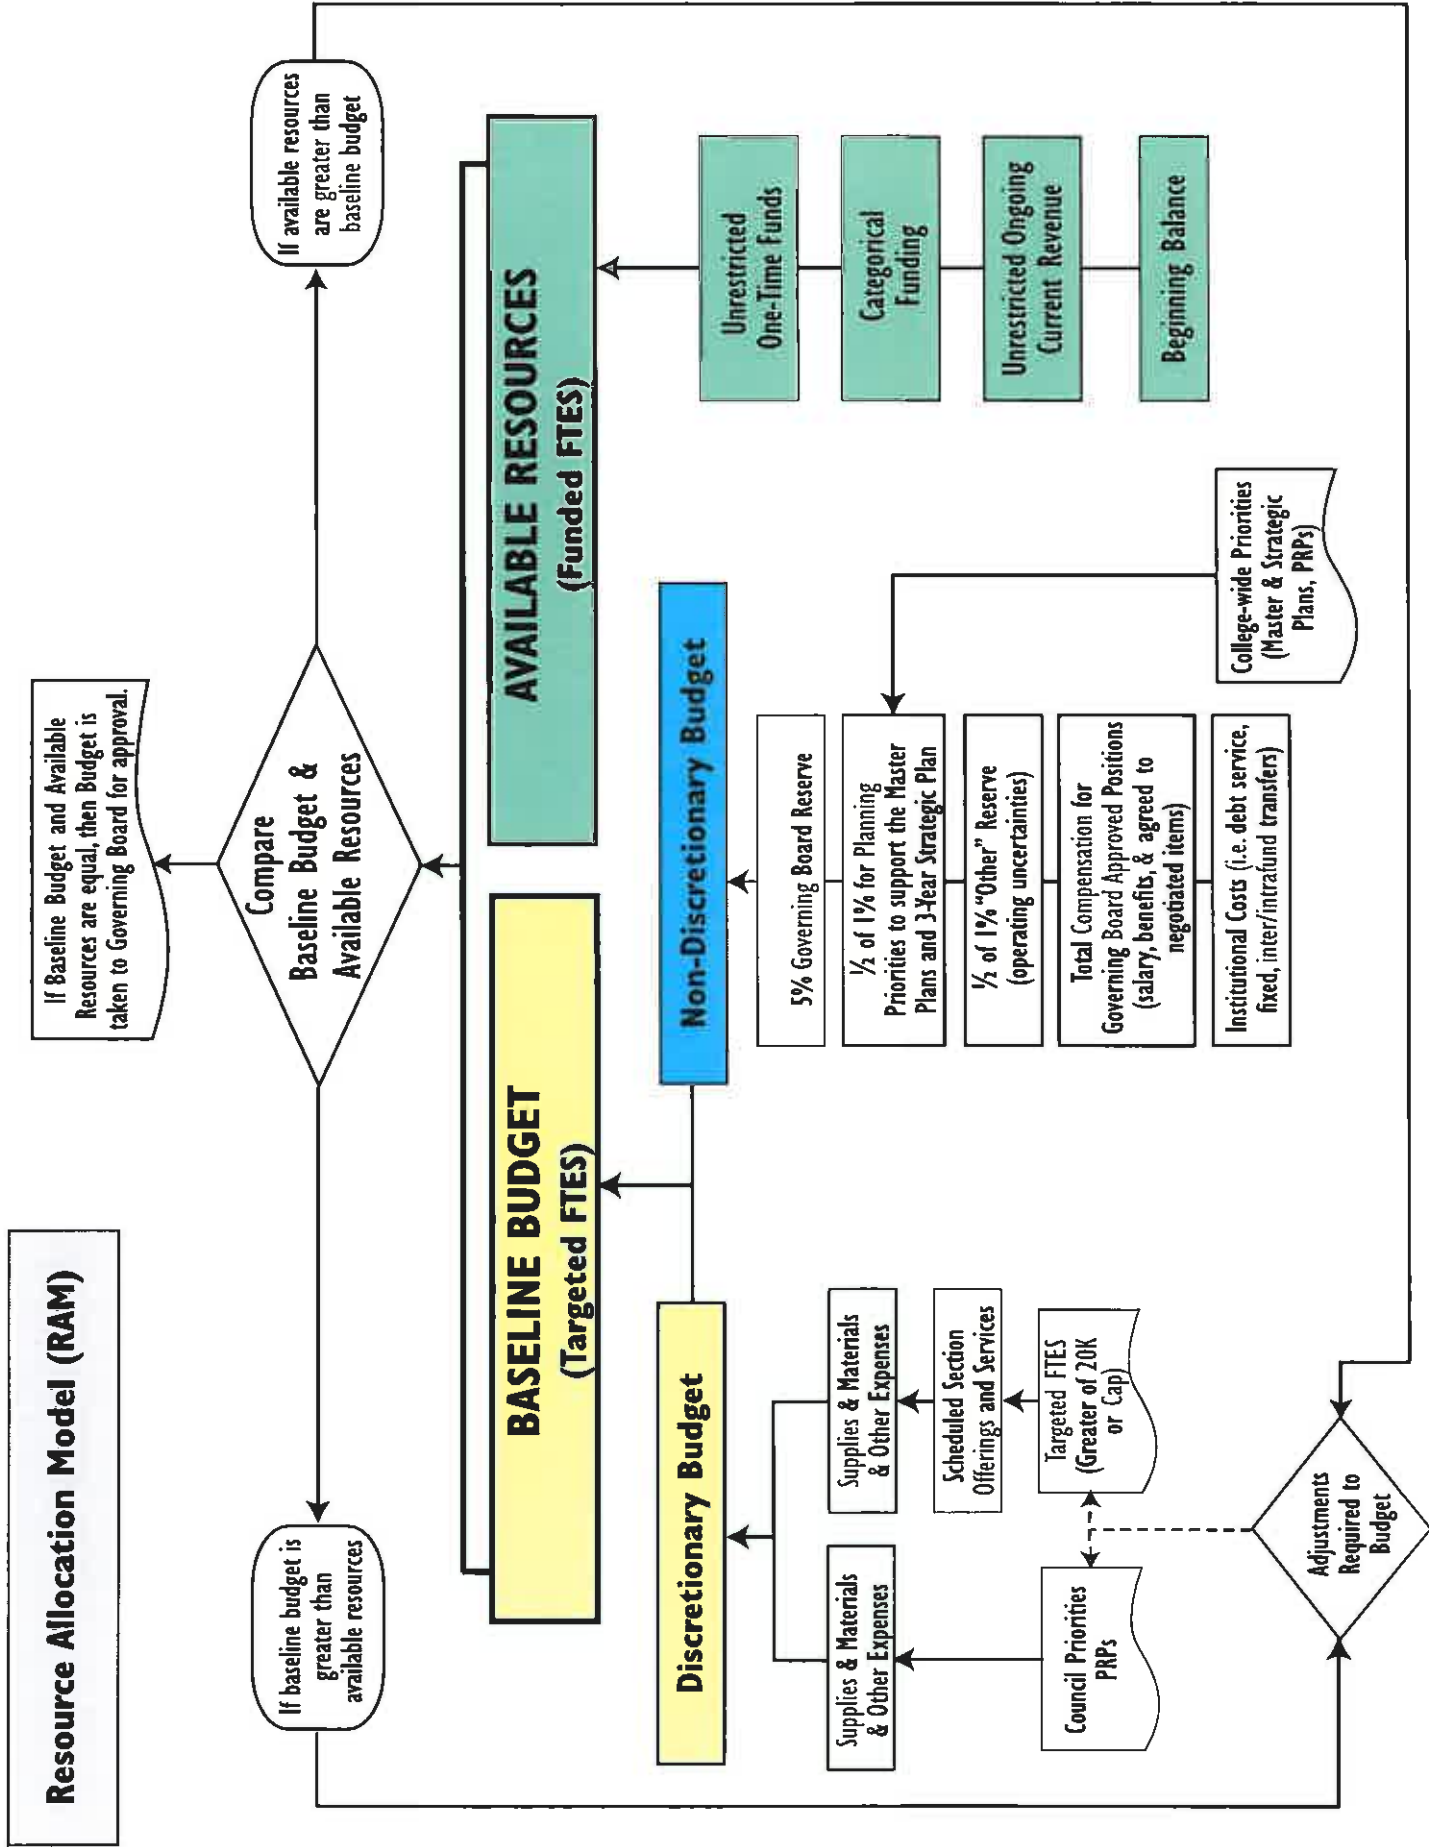 Resource Allocation Model (RAM)
If Baseline Budget and Available
Resources are equal, then Budget is
taken to Governing Board for approval.
If baseline budget is
greater than
available resources
Compare
Baseline Budget &
Available Resources
If available resources
are greater than
baseline budget
BASELINE BUDGET
(Targeted FTES)
AVAILABLE RESOURCES
(Funded FTES)
Discretionary Budget
Non-Discretionary Budget
Supplies & Materials
& Other Expenses
Supplies & Materials
& Other Expenses
Scheduled Section
Offerings and Services
Targeted FTES
(Greater of 20K
or Cap)
Council Priorities
PRPs
5% Governing Board Reserve
½ of 1% for Planning
Priorities to support the Master
Plans and 3-Year Strategic Plan
½ of 1% “Other” Reserve
(operating uncertainties)
Total Compensation for
Governing Board Approved Positions
(salary, benefits, & agreed to
negotiated items)
Institutional Costs (i.e. debt service,
fixed, inter/intrafund transfers)
College-wide Priorities
(Master & Strategic
Plans, PRPs)
Unrestricted
One-Time Funds
Categorical
Funding
Unrestricted Ongoing
Current Revenue
Beginning Balance
Adjustments
Required to
Budget